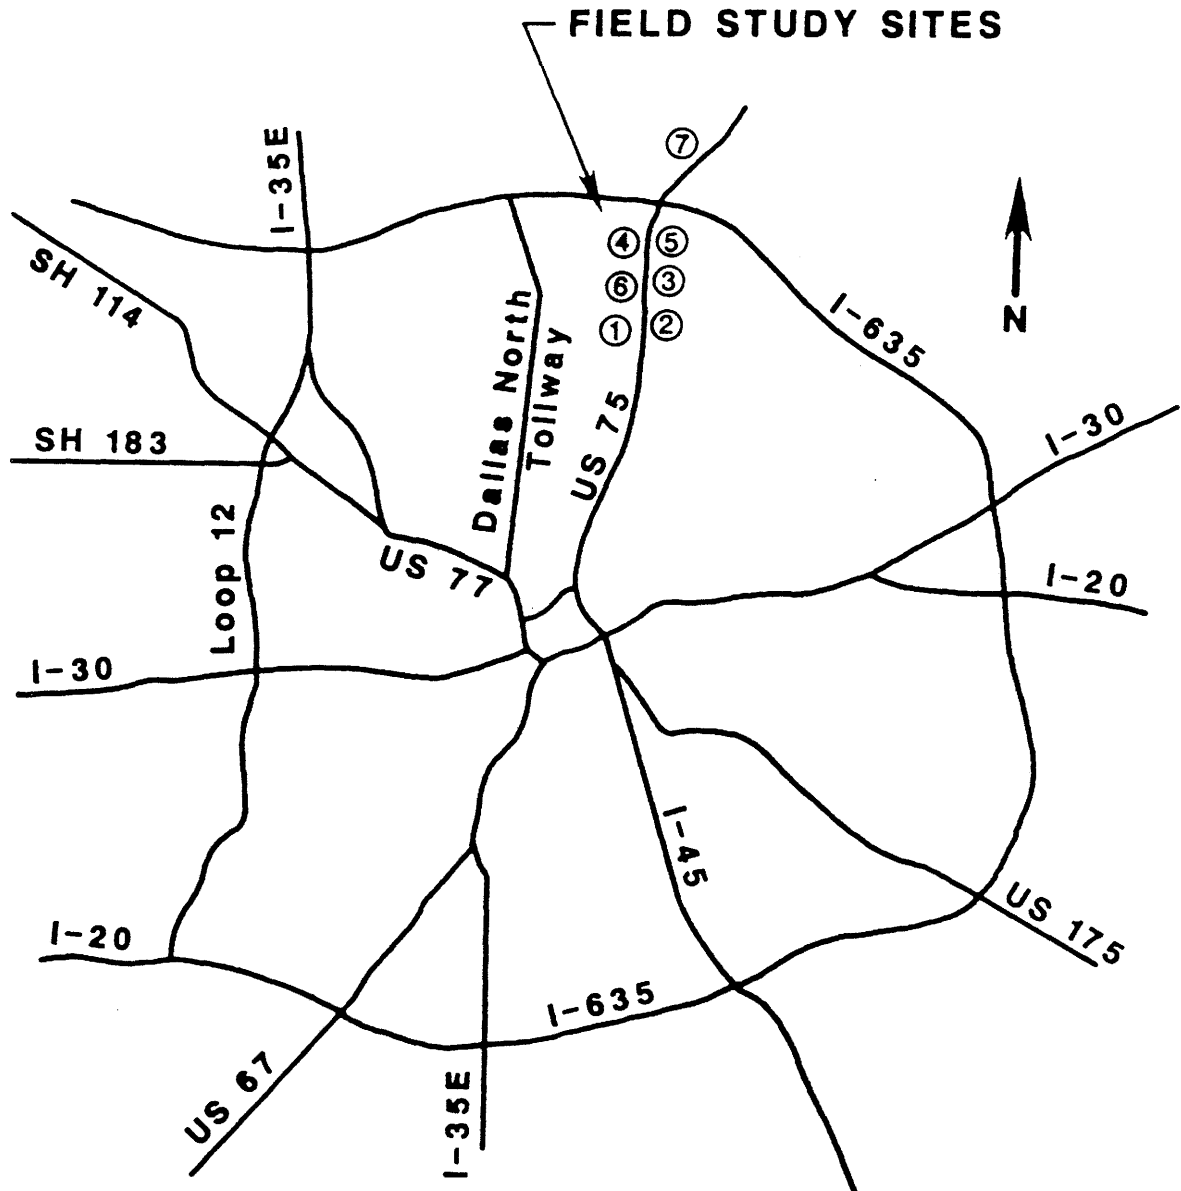 FIELD STUDY SITES
⑦
I-35E
④ ⑤
SH 114
⑥ ③
N
① ②
I-635
Dallas North
Tollway
US 75
I-30
SH 183
Loop 12
US 77
I-20
I-30
I-45
US 175
I-20
I-635
US 67
I-35E